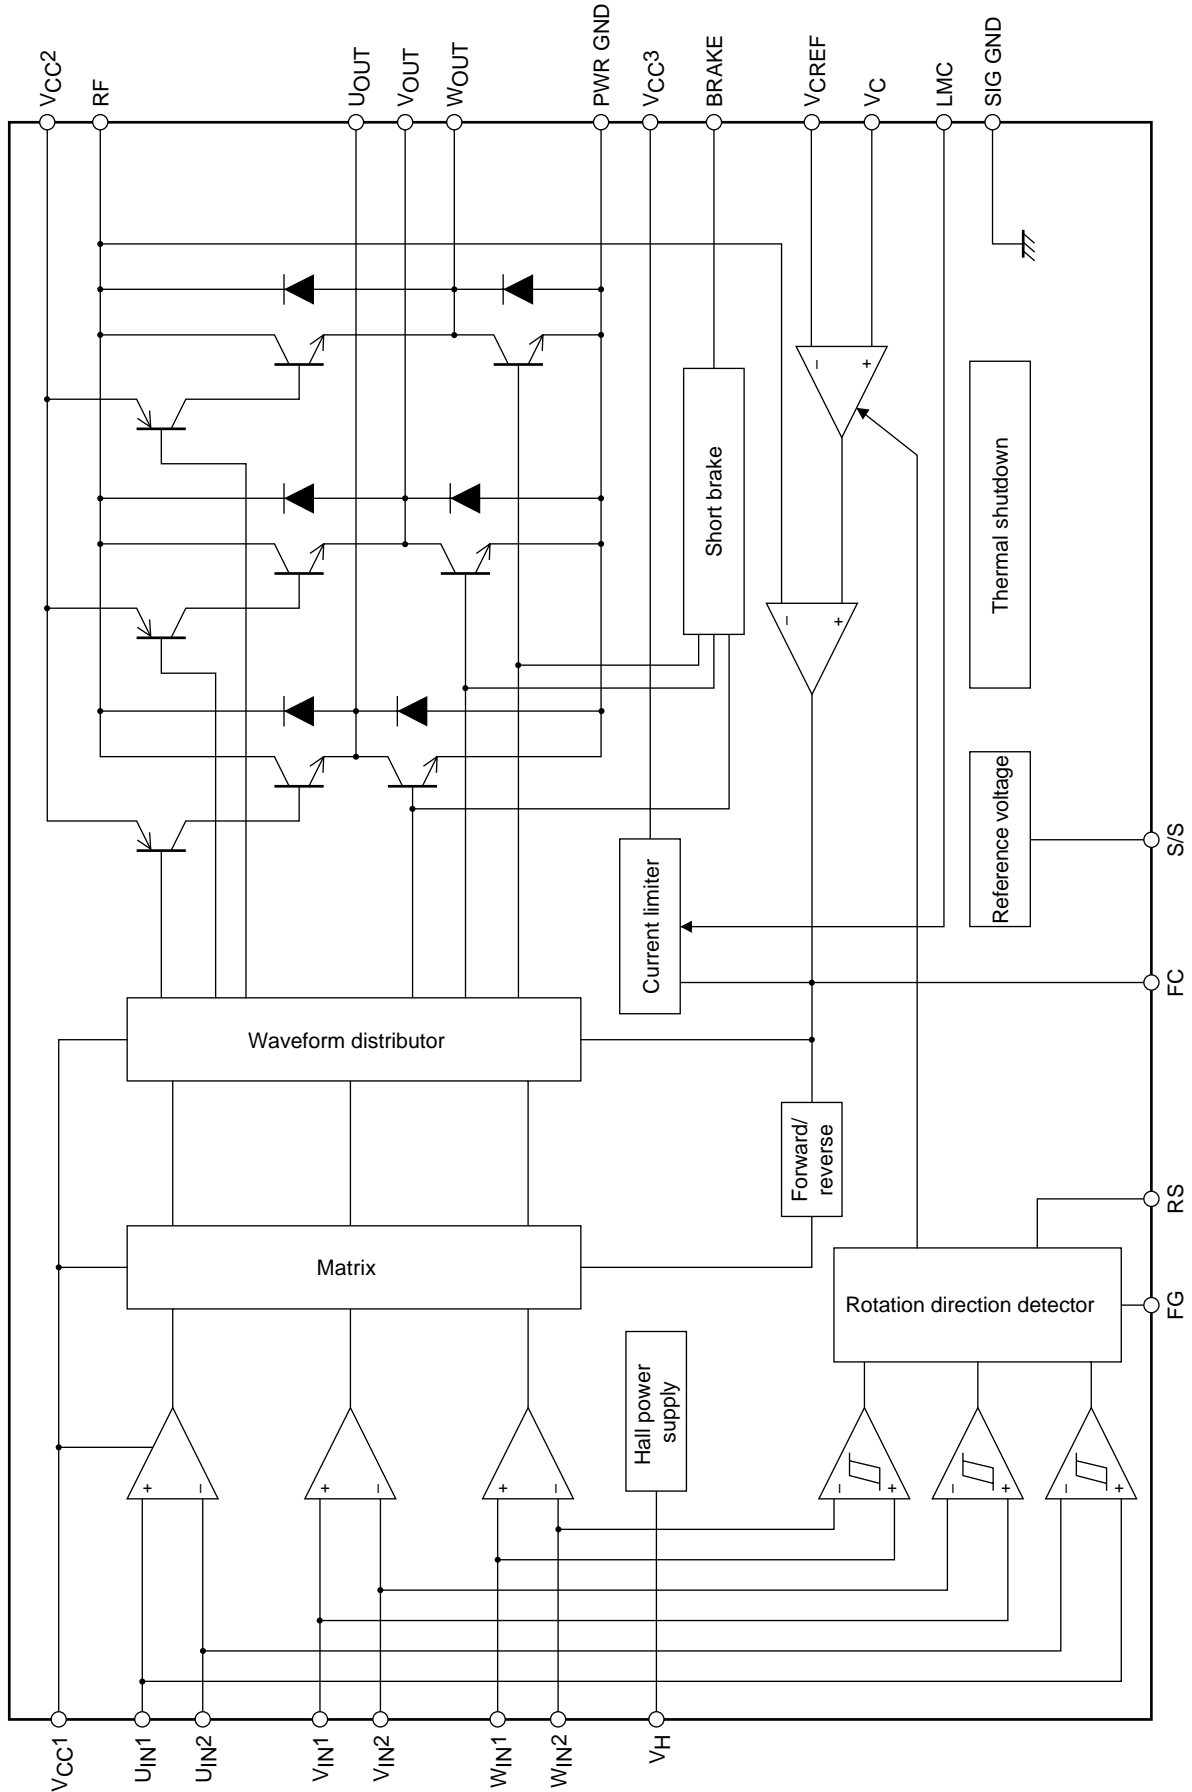 VCC2
RF
UOUT
VOUT
WOUT
PWR GND
VCC3
BRAKE
VCREF
VC
LMC
SIG GND
Short brake
Thermal shutdown
− +
− +
Current limiter
Reference voltage
S/S
FC
Waveform distributor
Forward/
reverse
RS
Matrix
Rotation direction detector
FG
Hall power
supply
+ −
+ −
+ −
− +
− +
− +
VCC1
UIN1
UIN2
VIN1
VIN2
WIN1
WIN2
VH